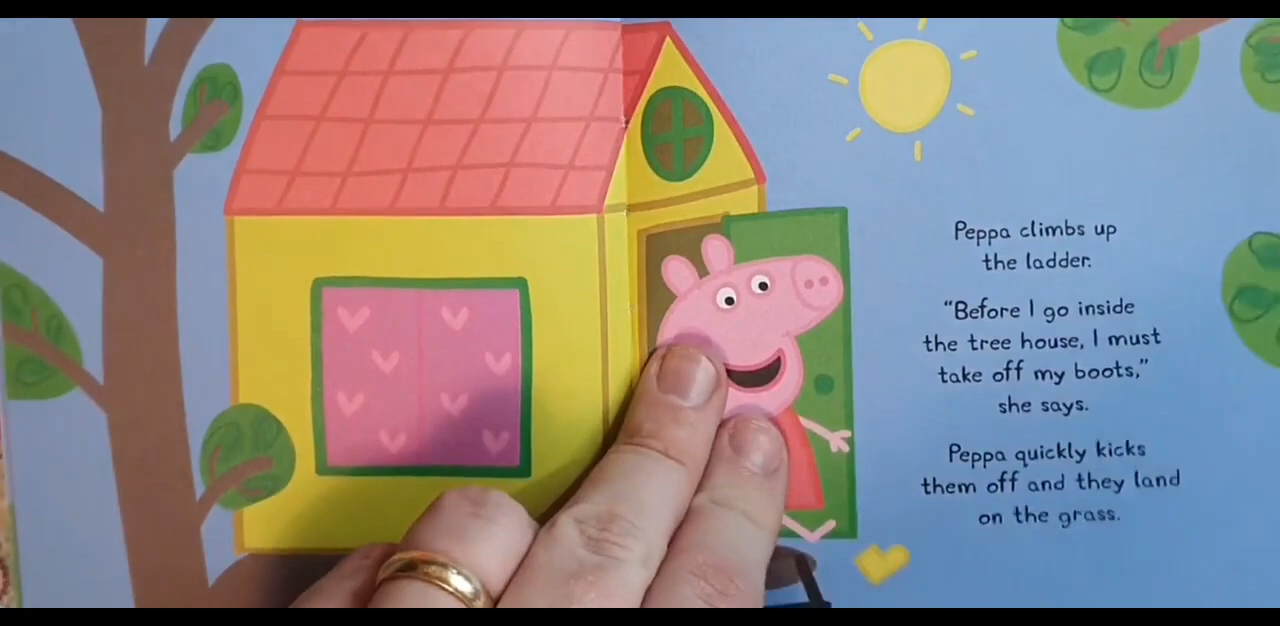 Peppa climbs up
the ladder.
“Before I go inside
the tree house, I must
take off my boots,”
she says.
Peppa quickly kicks
them off and they land
on the grass.